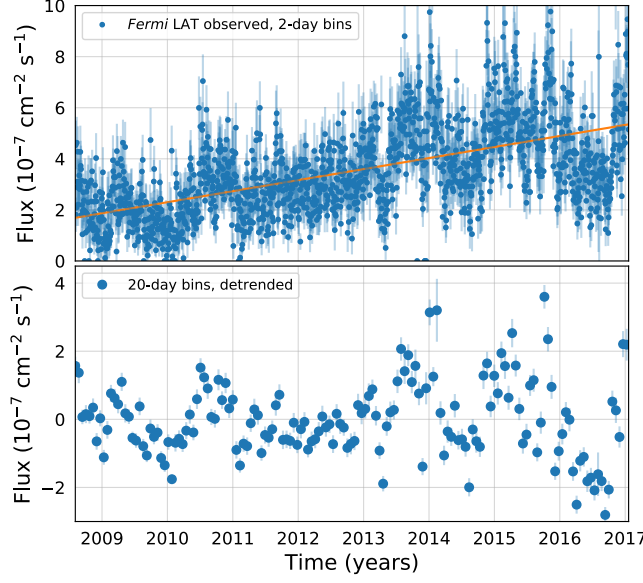 10
8
6
4
2
0
Flux (10⁻⁷ cm⁻² s⁻¹)
Fermi LAT observed, 2-day bins
4
2
0
−2
Flux (10⁻⁷ cm⁻² s⁻¹)
20-day bins, detrended
2009 2010 2011 2012 2013 2014 2015 2016 2017
Time (years)